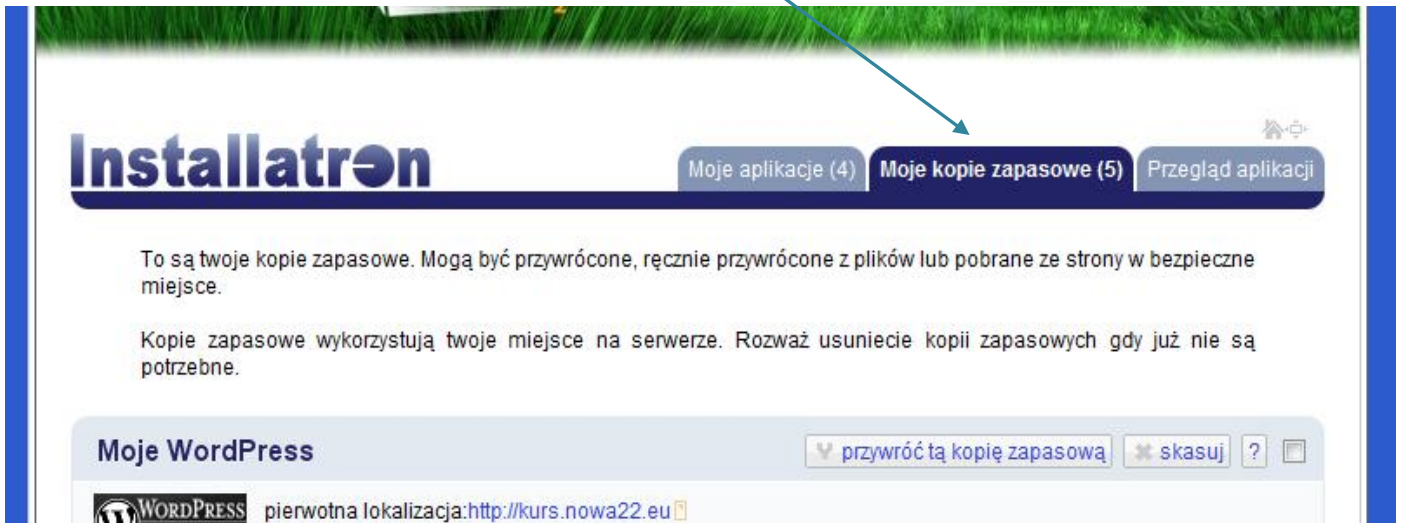 Installatron
Moje aplikacje (4) Moje kopie zapasowe (5) Przegląd aplikacji
To są twoje kopie zapasowe. Mogą być przywrócone, ręcznie przywrócone z plików lub pobrane ze strony w bezpieczne
miejsce.
Kopie zapasowe wykorzystują twoje miejsce na serwerze. Rozważ usuniecie kopii zapasowych gdy już nie są
potrzebne.
Moje WordPress przywróć tą kopię zapasową skasuj ?
WORDPRESS pierwotna lokalizacja:http://kurs.nowa22.eu